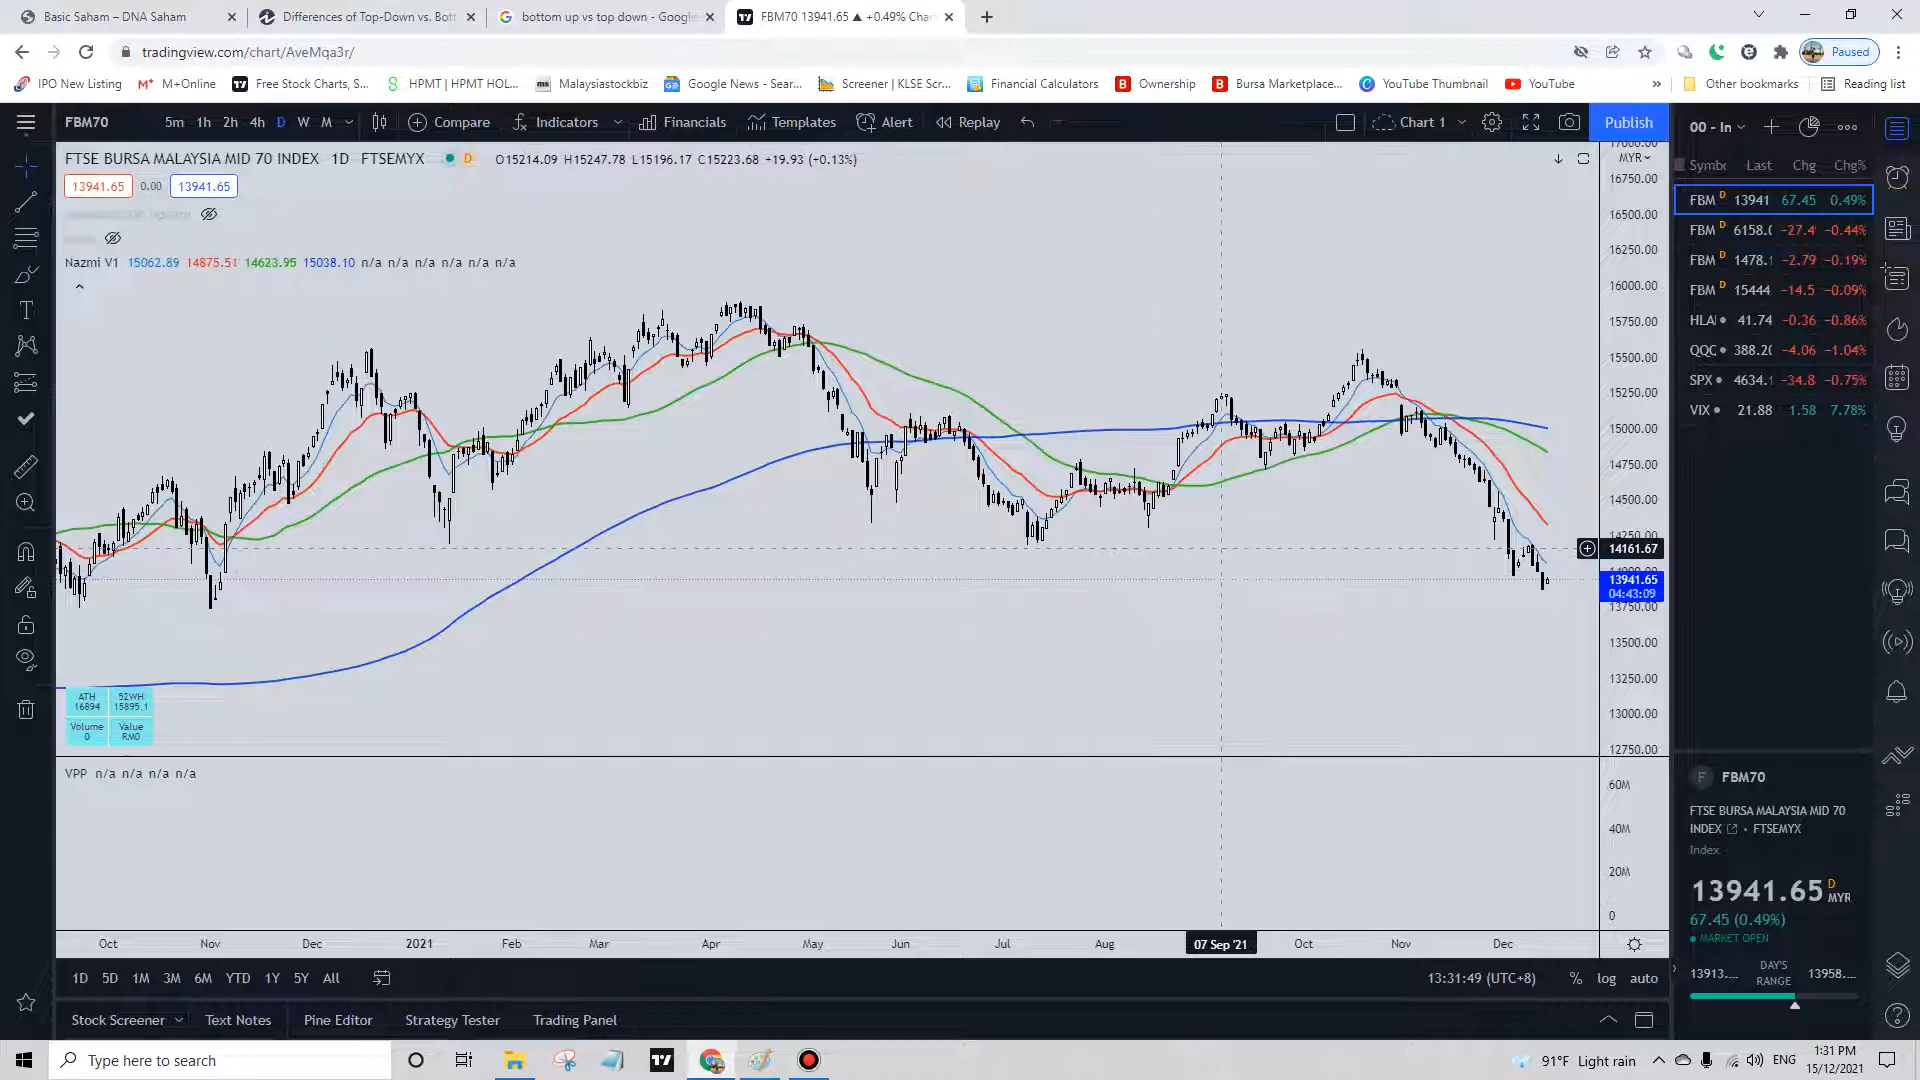 Basic Saham – DNA Saham
Differences of Top-Down vs. Bott
bottom up vs top down - Google
FBM70 13941.65 ▲ +0.49% Char
tradingview.com/chart/AveMqa3r/
Paused
IPO New Listing
M+Online
Free Stock Charts, S...
HPMT | HPMT HOL...
Malaysiastockbiz
Google News - Sear...
Screener | KLSE Scr...
Financial Calculators
Ownership
Bursa Marketplace...
YouTube Thumbnail
YouTube
»
Other bookmarks
Reading list
FBM70
5m 1h 2h 4h D W M
Compare
Indicators
Financials
Templates
Alert
Replay
Chart 1
Publish
FTSE BURSA MALAYSIA MID 70 INDEX 1D FTSEMYX D O15214.09 H15247.78 L15196.17 C15223.68 +19.93 (+0.13%)
13941.65 0.00 13941.65
Nazmi V1 15062.89 14875.51 14623.95 15038.10 n/a n/a n/a n/a n/a n/a
17000.00
MYR
16750.00
16500.00
16250.00
16000.00
15750.00
15500.00
15250.00
15000.00
14750.00
14500.00
14250.00
14161.67
14000.00
13941.65
04:43:09
13750.00
13500.00
13250.00
13000.00
12750.00
ATH 52WH
16894 15895.1
Volume Value
0 RM0
VPP n/a n/a n/a n/a
60M
40M
20M
0
Oct Nov Dec 2021 Feb Mar Apr May Jun Jul Aug 07 Sep '21 Oct Nov Dec
1D 5D 1M 3M 6M YTD 1Y 5Y All
13:31:49 (UTC+8) % log auto
Stock Screener
Text Notes
Pine Editor
Strategy Tester
Trading Panel
00 - In
Symbc Last Chg Chg%
FBM D 13941 67.45 0.49%
FBM D 6158.( −27.4 −0.44%
FBM D 1478.1 −2.79 −0.19%
FBM D 15444 −14.5 −0.09%
HLA 41.74 −0.36 −0.86%
QQC 388.20 −4.06 −1.04%
SPX 4634.1 −34.8 −0.75%
VIX 21.88 1.58 7.78%
F FBM70
FTSE BURSA MALAYSIA MID 70
INDEX • FTSEMYX
Index
13941.65 D MYR
67.45 (0.49%)
MARKET OPEN
13913.... DAY'S RANGE 13958....
Type here to search
91°F Light rain
ENG
1:31 PM
15/12/2021